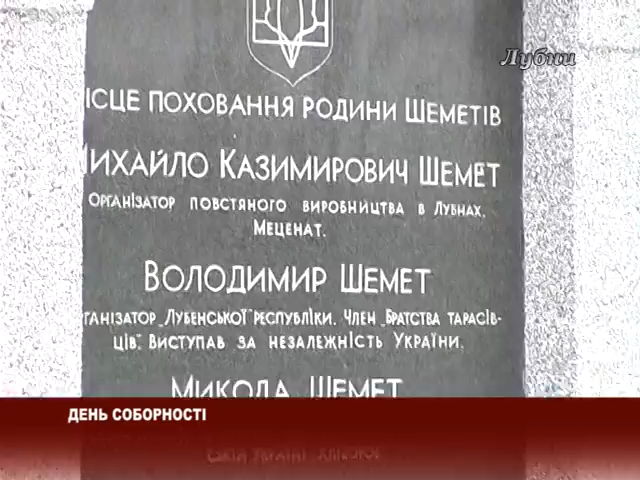 Лубни
ІСЦЕ ПОХОВАННЯ РОДИНИ ШЕМЕТІВ
МИХАЙЛО КАЗИМИРОВИЧ ШЕМЕТ
ОРГАНІЗАТОР ПОВСТЯНОГО ВИРОБНИЦТВА В ЛУБНАХ.
МЕЦЕНАТ.
ВОЛОДИМИР ШЕМЕТ
ГАНІЗАТОР „ЛУБЕНСЬКОЇ РЕСПУБЛІКИ. ЧЛЕН „БРАТСТВА ТАРАСІВ-
ЦІВ". ВИСТУПАВ ЗА НЕЗАЛЕЖНІСТЬ УКРАЇНИ.
МИКОЛА ШЕМЕТ
ДЕНЬ СОБОРНОСТІ